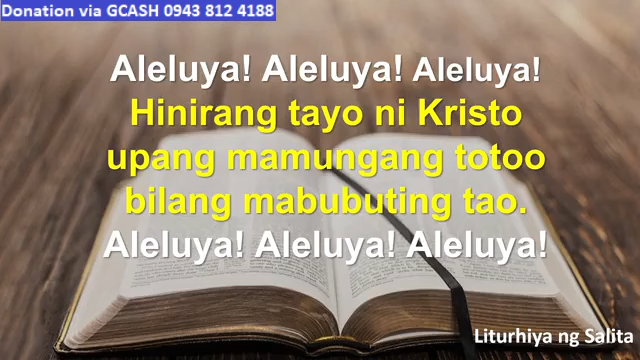 Donation via GCASH 0943 812 4188
Aleluya! Aleluya! Aleluya!
Hinirang tayo ni Kristo
upang mamungang totoo
bilang mabubuting tao.
Aleluya! Aleluya! Aleluya!
Liturhiya ng Salita